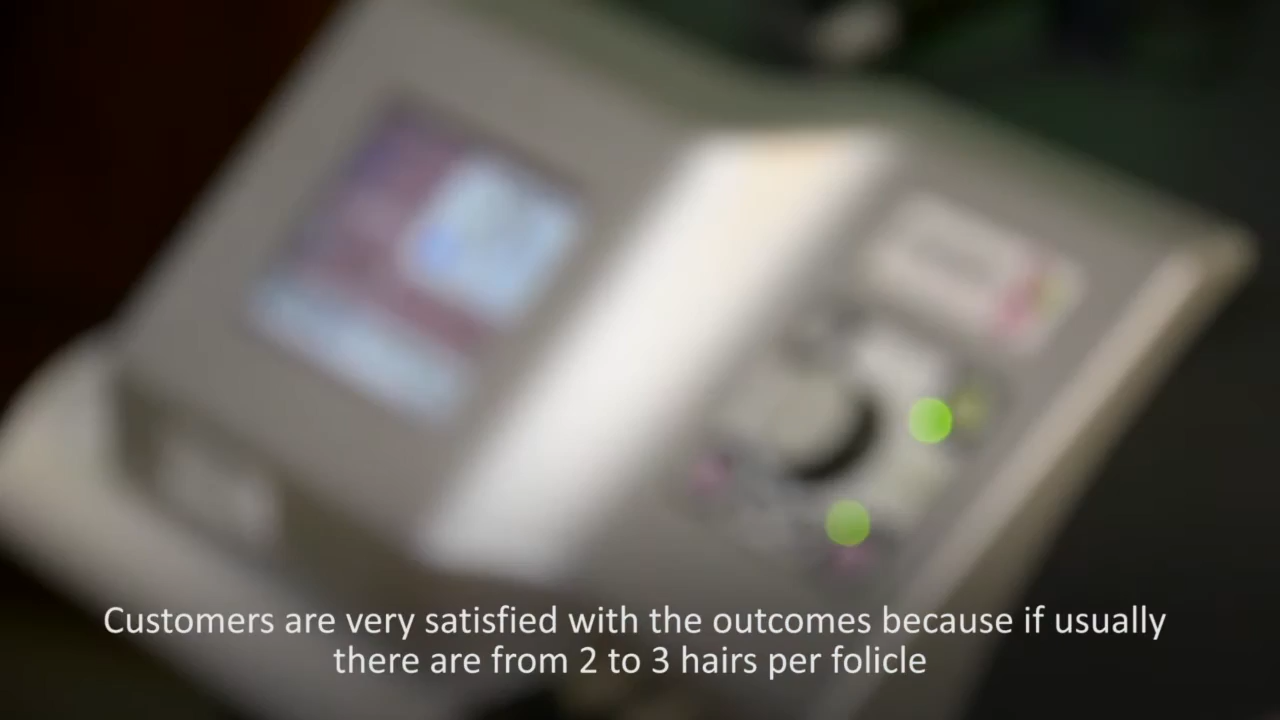 Customers are very satisfied with the outcomes because if usually
there are from 2 to 3 hairs per folicle